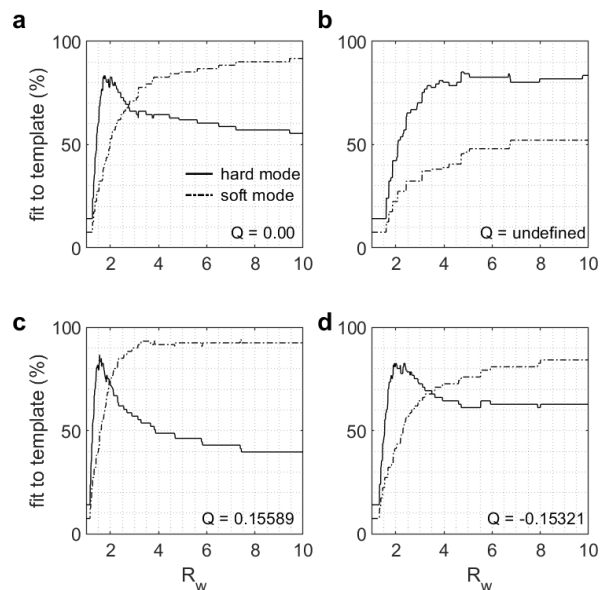 a
b
100
50
0
fit to template (%)
hard mode
soft mode
Q = 0.00
2 4 6 8 10
100
50
0
Q = undefined
2 4 6 8 10
c
d
100
50
0
fit to template (%)
Q = 0.15589
2 4 6 8 10
R_w
100
50
0
Q = -0.15321
2 4 6 8 10
R_w